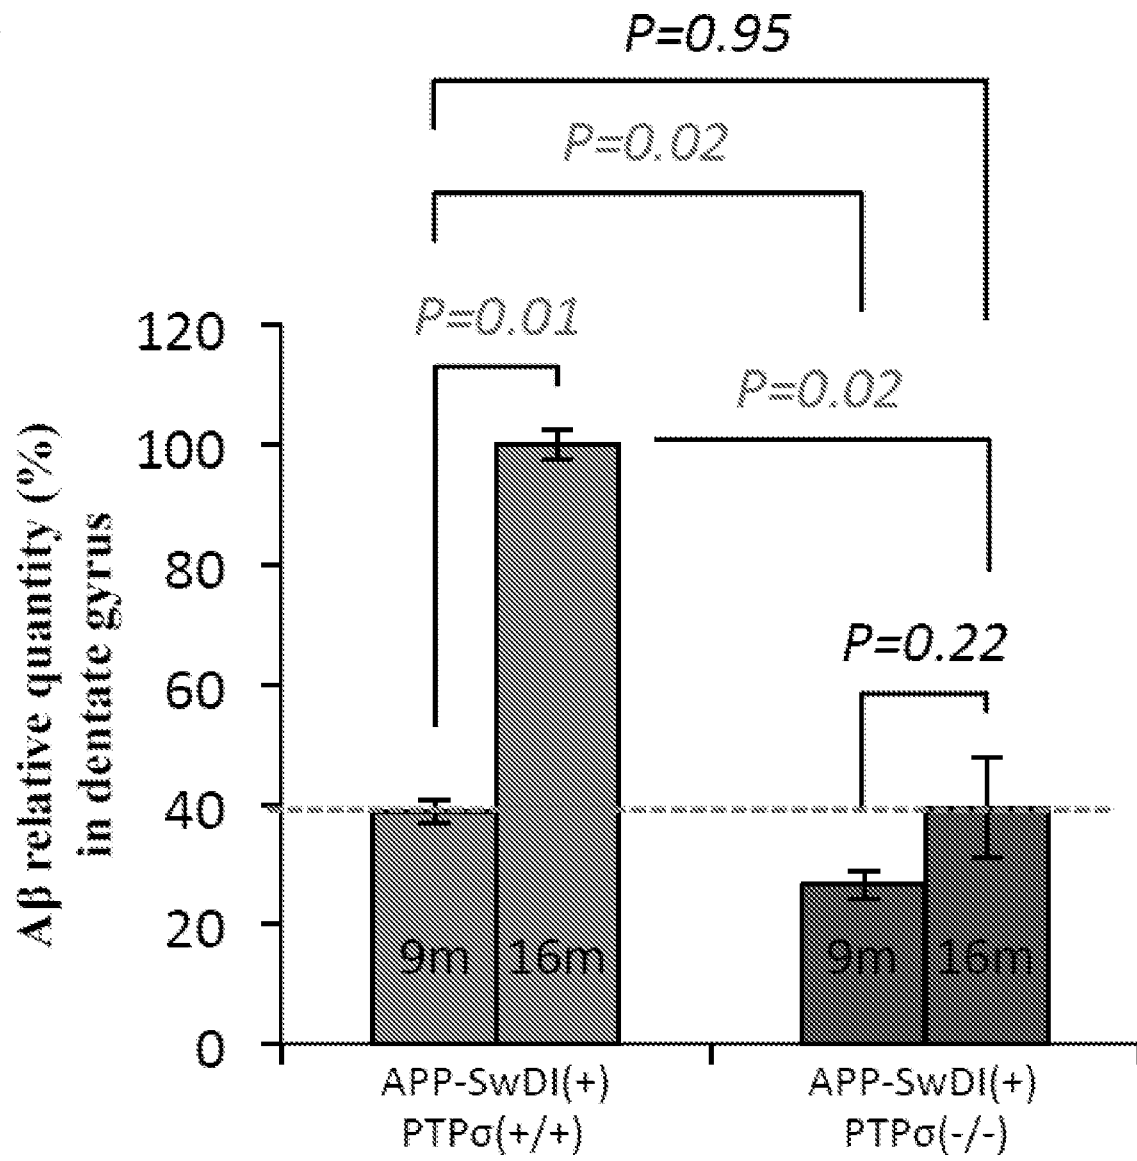 P=0.95
P=0.02
P=0.01
P=0.02
P=0.22
120
100
80
60
40
20
0
Aβ relative quantity (%)
in dentate gyrus
9m
16m
9m
16m
APP-SwDI(+)
PTPσ(+/+)
APP-SwDI(+)
PTPσ(-/-)